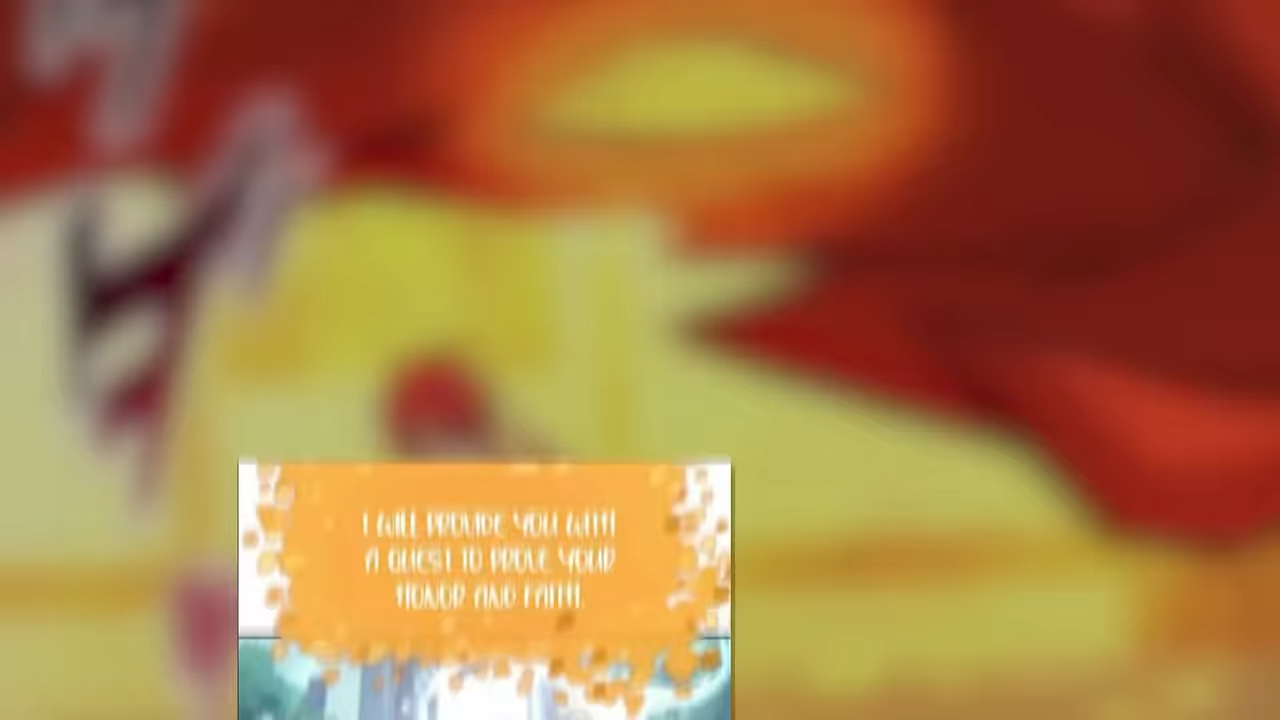 I WILL PROVIDE YOU WITH
A QUEST TO PROVE YOUR
HONOR AND FAITH.